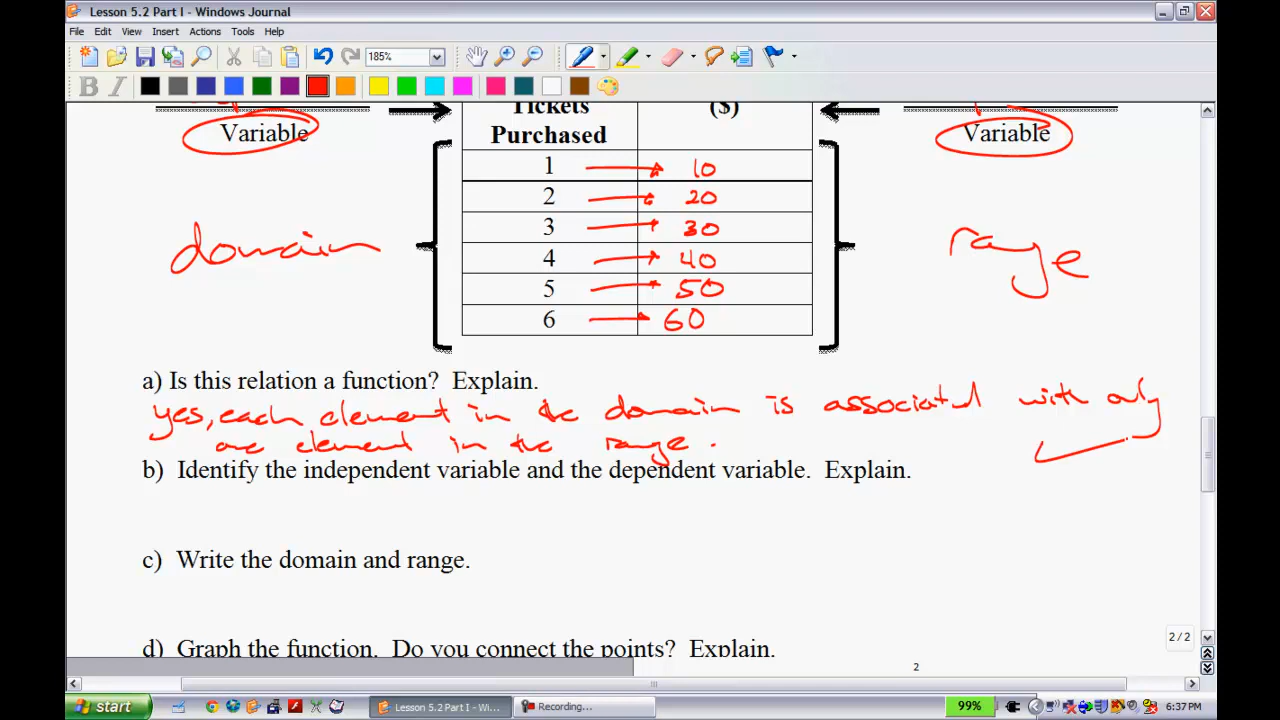 Lesson 5.2 Part I - Windows Journal
File Edit View Insert Actions Tools Help
185%
B I
Tickets ($)
Variable Purchased Variable
1 10
2 20
3 30
domain 4 40 range
5 50
6 60
a) Is this relation a function? Explain.
yes, each element in the domain is associated with only
one element in the range.
b) Identify the independent variable and the dependent variable. Explain.
c) Write the domain and range.
2/2
d) Graph the function. Do you connect the points? Explain.
2
start Lesson 5.2 Part I - Wi... Recording... 99% 6:37 PM